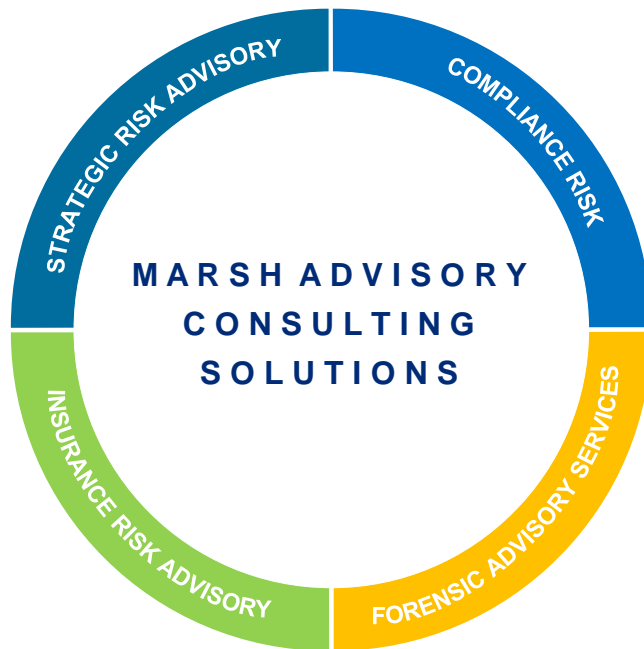 STRATEGIC RISK ADVISORY
COMPLIANCE RISK
MARSH ADVISORY
CONSULTING
SOLUTIONS
INSURANCE RISK ADVISORY
FORENSIC ADVISORY SERVICES